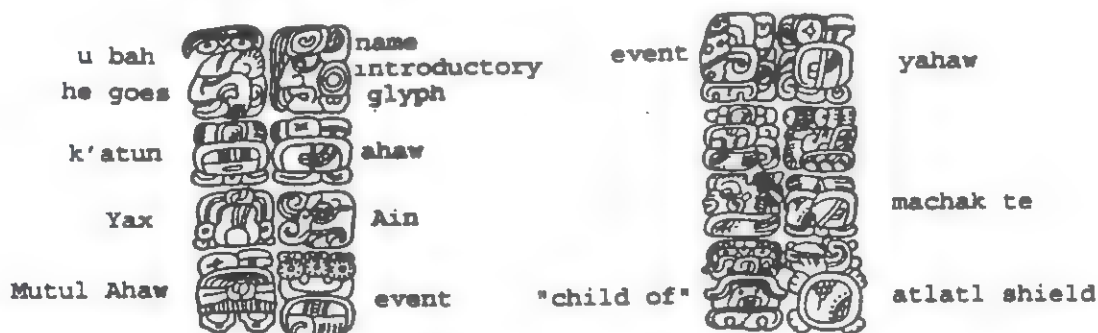 u bah
name
he goes
introductory
glyph
k'atun
ahaw
Yax
Ain
Mutul Ahaw
event
event
yahaw
machak te
"child of"
atlatl shield